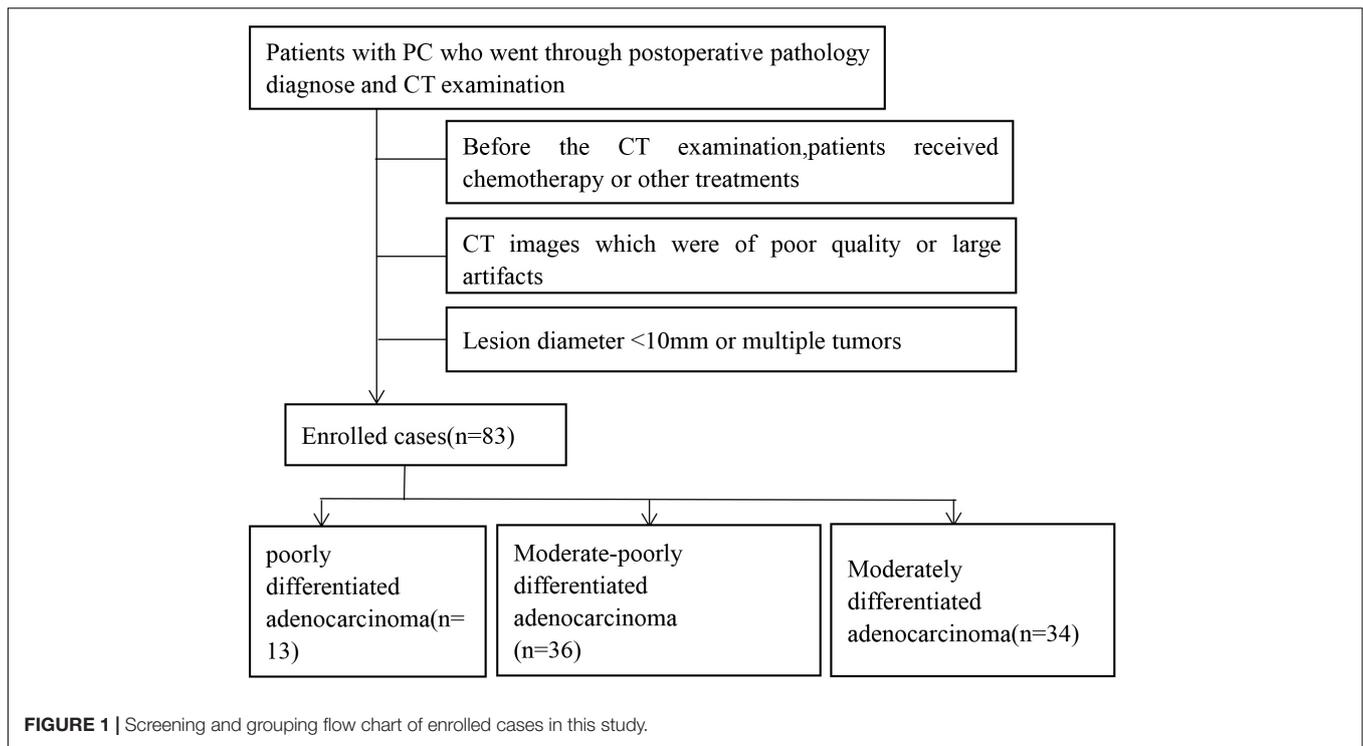 Patients with PC who went through postoperative pathology
diagnose and CT examination
Before the CT examination,patients received
chemotherapy or other treatments
CT images which were of poor quality or large
artifacts
Lesion diameter <10mm or multiple tumors
Enrolled cases(n=83)
poorly
differentiated
adenocarcinoma(n=
13)
Moderate-poorly
differentiated
adenocarcinoma
(n=36)
Moderately
differentiated
adenocarcinoma(n=34)
FIGURE 1 | Screening and grouping flow chart of enrolled cases in this study.